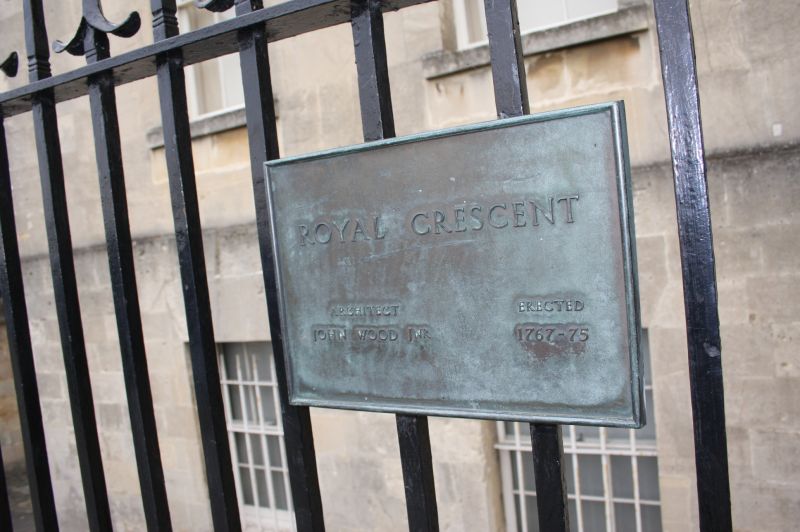 ROYAL CRESCENT
ARCHITECT
JOHN WOOD JNR
ERECTED
1767-75